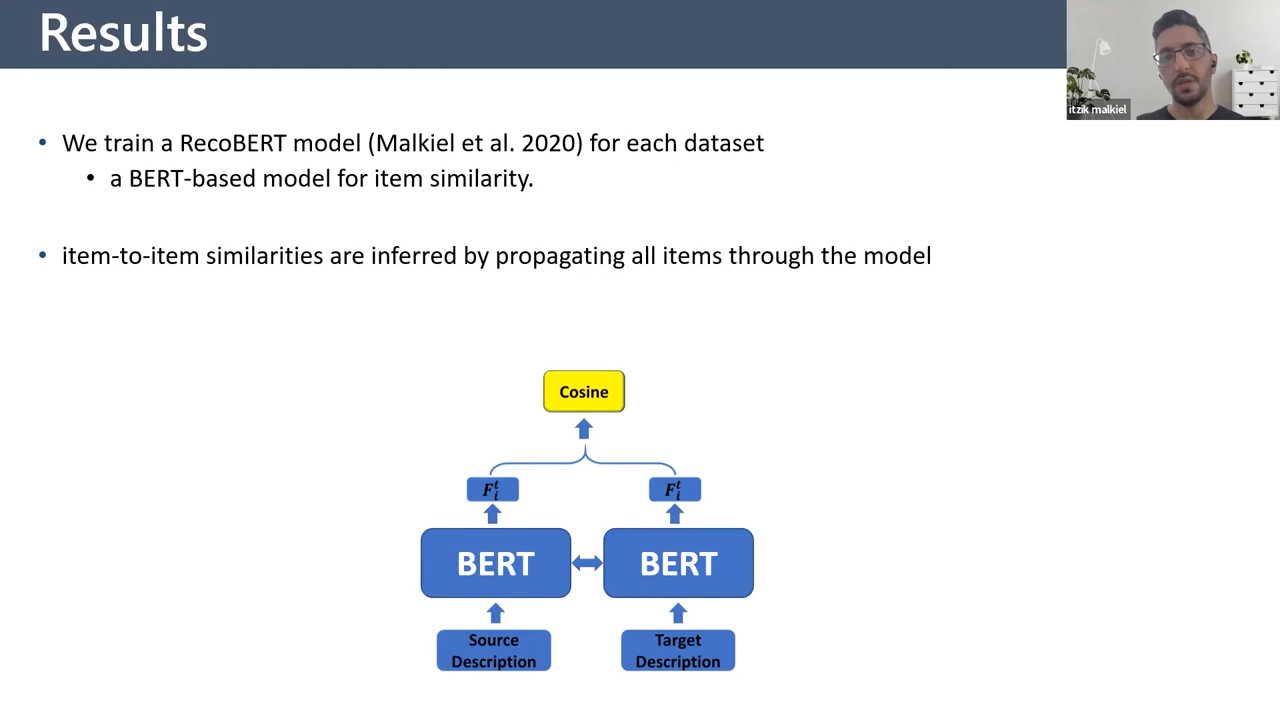 Results
itzik malkiel
• We train a RecoBERT model (Malkiel et al. 2020) for each dataset
• a BERT-based model for item similarity.
• item-to-item similarities are inferred by propagating all items through the model
Cosine
F_i^t F_i^t
BERT BERT
Source Description
Target Description